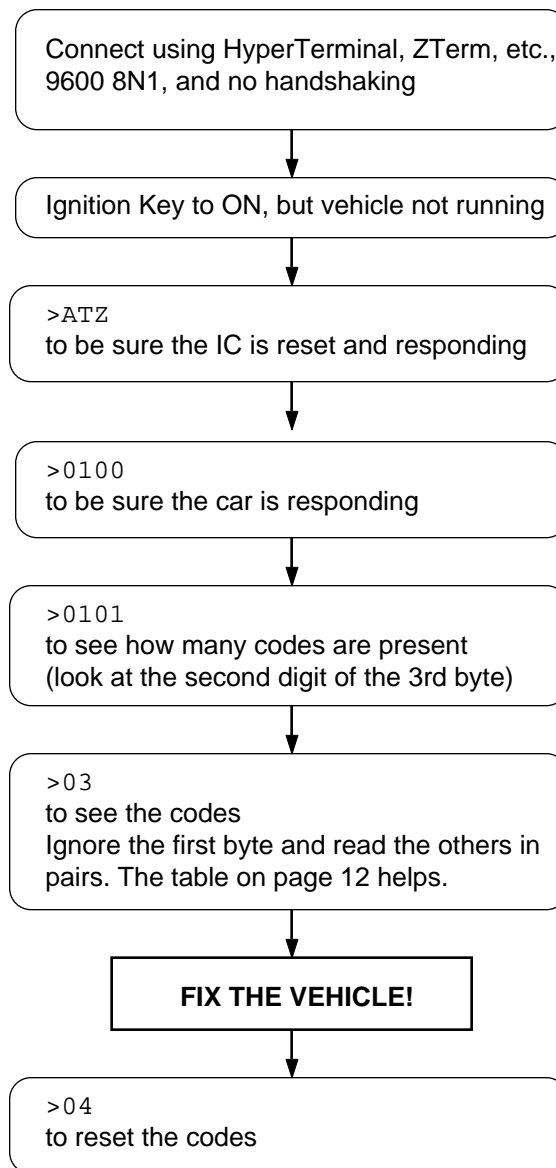 Connect using HyperTerminal, ZTerm, etc.,
9600 8N1, and no handshaking
Ignition Key to ON, but vehicle not running
>ATZ
to be sure the IC is reset and responding
>0100
to be sure the car is responding
>0101
to see how many codes are present
(look at the second digit of the 3rd byte)
>03
to see the codes
Ignore the first byte and read the others in
pairs. The table on page 12 helps.
FIX THE VEHICLE!
>04
to reset the codes